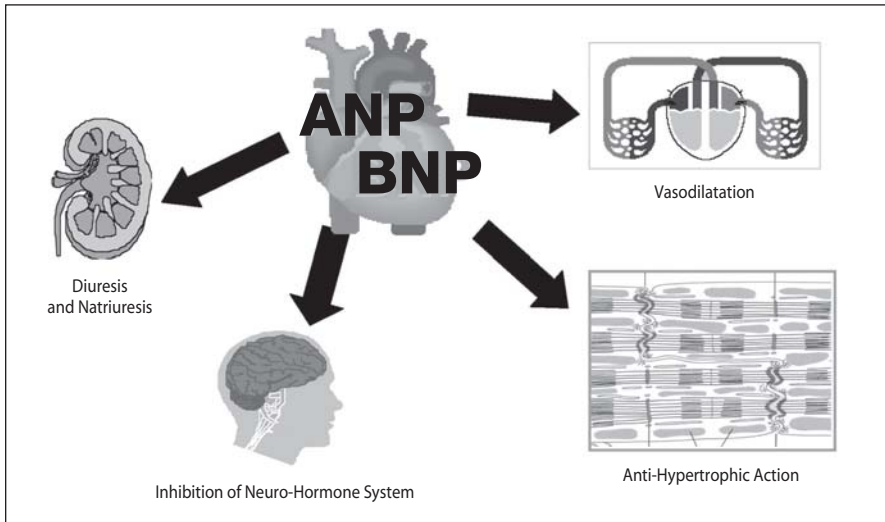 ANP
BNP
Vasodilatation
Diuresis
and Natriuresis
Inhibition of Neuro-Hormone System
Anti-Hypertrophic Action